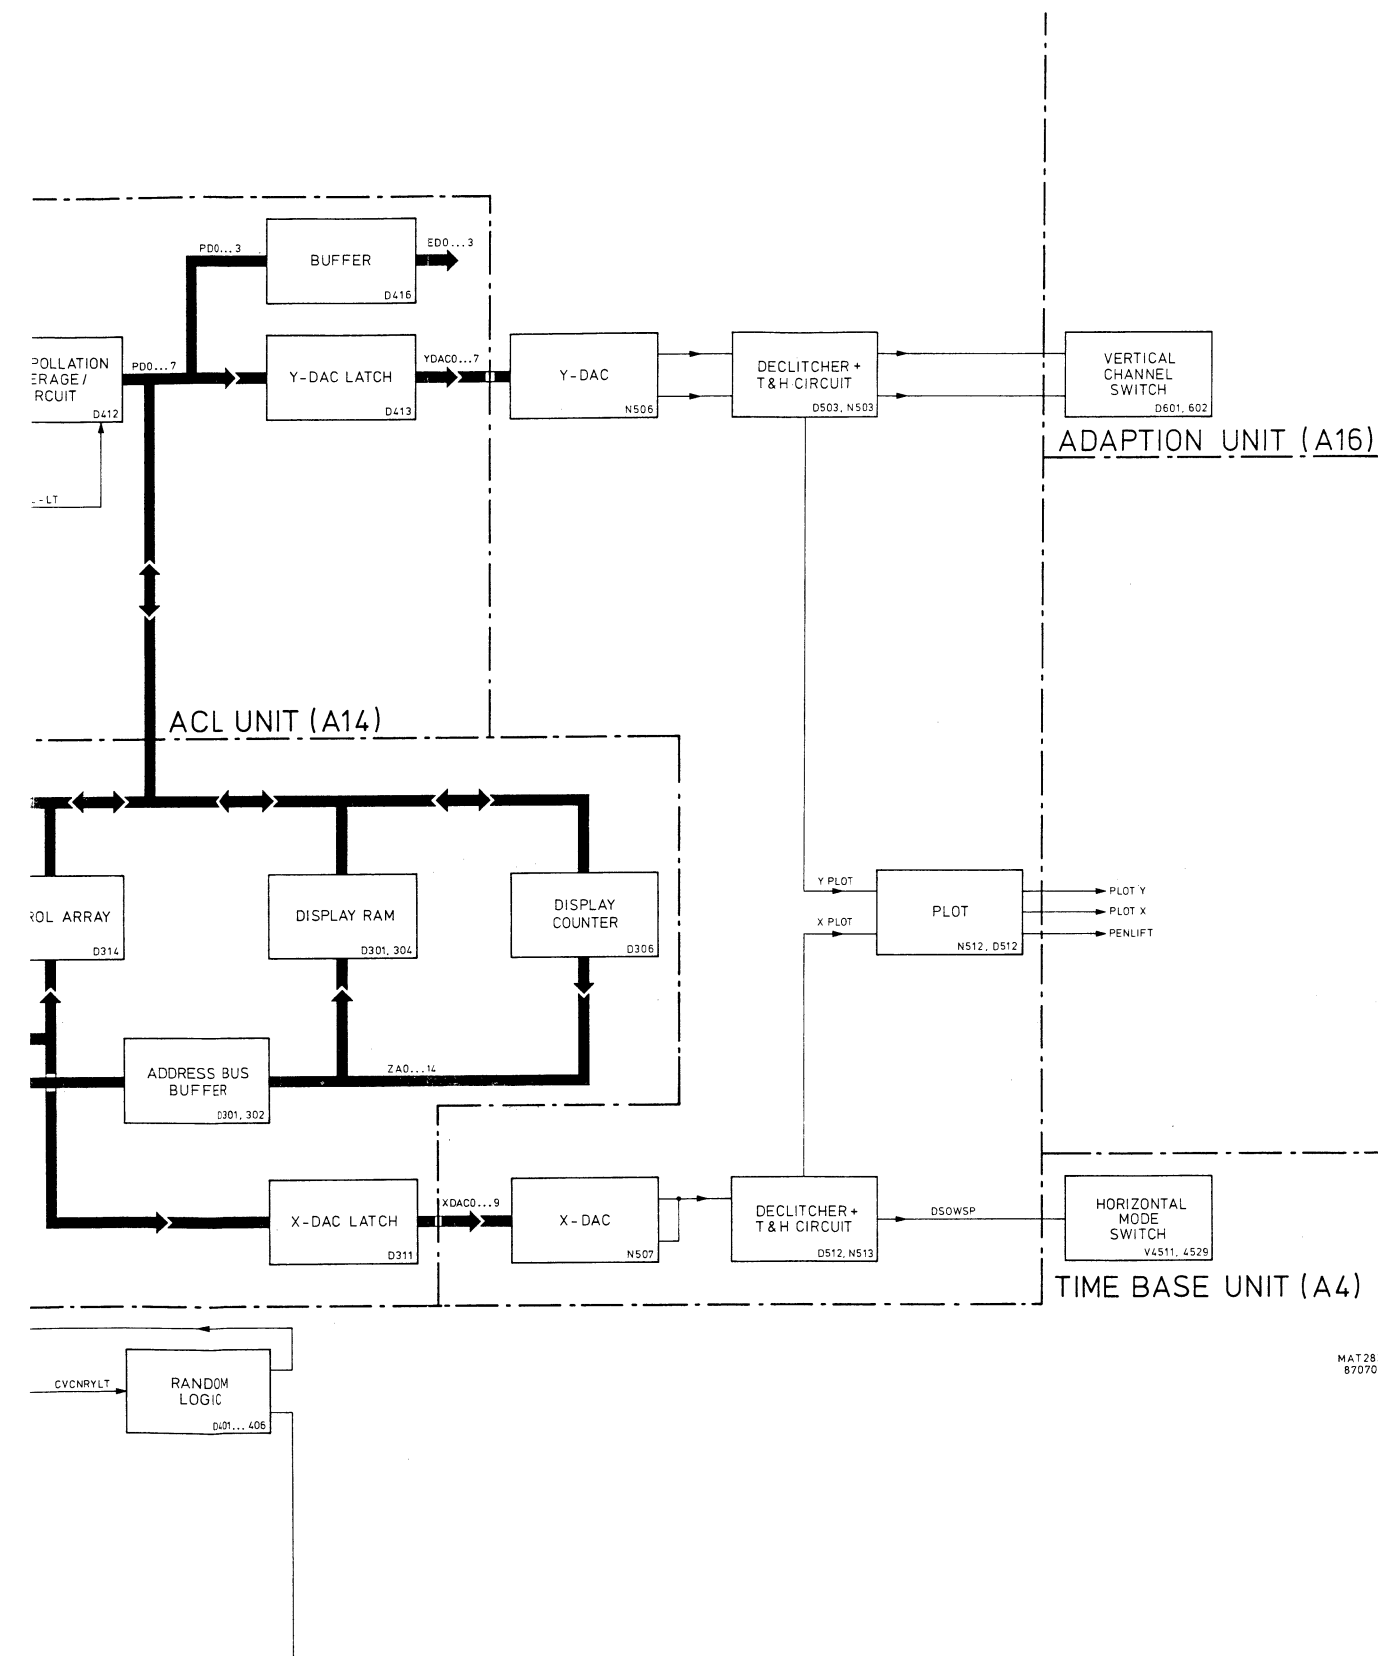 PD0...3
BUFFER
D416
ED0...3
POLLATION
ERAGE/
RCUIT
D412
PD0...7
Y-DAC LATCH
D413
YDAC0...7
Y-DAC
N506
DECLITCHER +
T&H CIRCUIT
D503, N503
VERTICAL
CHANNEL
SWITCH
D601, 602
ADAPTION UNIT (A16)
-LT
ACL UNIT (A14)
ROL ARRAY
D314
DISPLAY RAM
D301, 304
DISPLAY
COUNTER
D306
Y PLOT
X PLOT
PLOT
N512, D512
PLOT Y
PLOT X
PENLIFT
ADDRESS BUS
BUFFER
D301, 302
ZA0...14
X-DAC LATCH
D311
XDAC0...9
X-DAC
N507
DECLITCHER +
T&H CIRCUIT
D512, N513
DSOWSP
HORIZONTAL
MODE
SWITCH
V4511, 4529
TIME BASE UNIT (A4)
CVCNRYLT
RANDOM
LOGIC
D401... 406
MAT28
87070